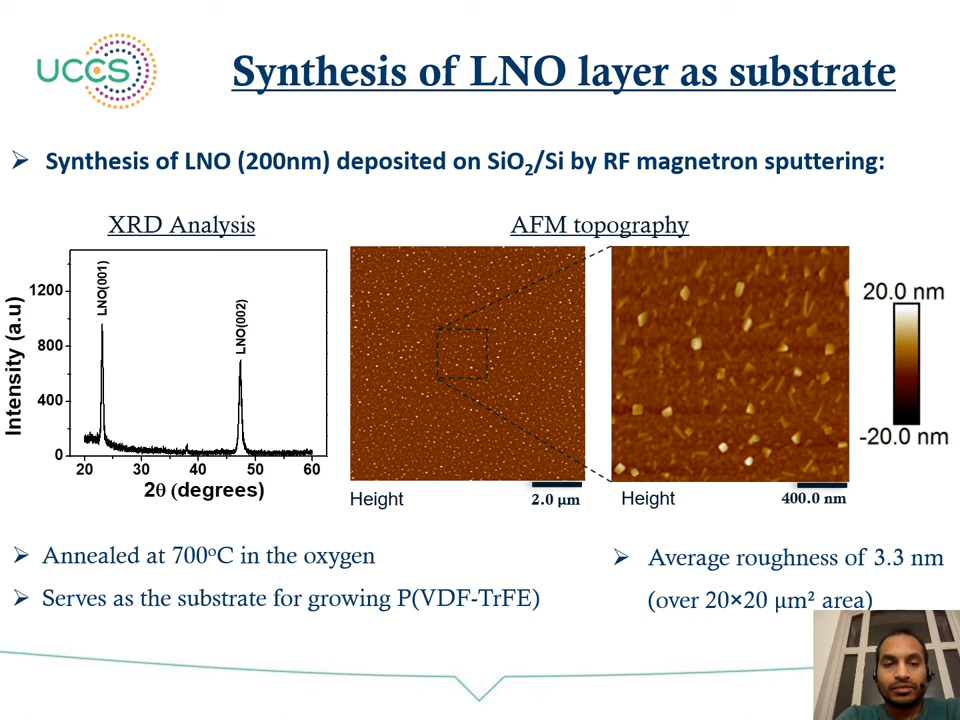 UCCS
Synthesis of LNO layer as substrate
➢ Synthesis of LNO (200nm) deposited on SiO₂/Si by RF magnetron sputtering:
XRD Analysis
AFM topography
Intensity (a.u)
1200
800
400
0
LNO(001)
LNO(002)
20 30 40 50 60
2θ (degrees)
Height
2.0 µm
Height
400.0 nm
20.0 nm
-20.0 nm
➢ Annealed at 700ºC in the oxygen
➢ Serves as the substrate for growing P(VDF-TrFE)
➢ Average roughness of 3.3 nm
(over 20×20 µm² area)